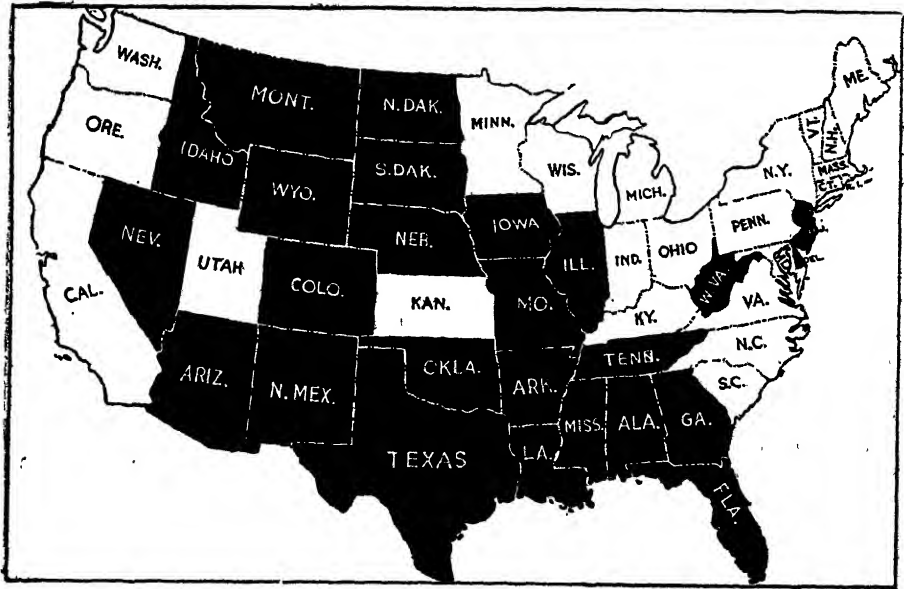 WASH.
MONT.
N.DAK.
MINN.
ME.
VT.
N.H.
ORE.
IDAHO
S.DAK.
WIS.
MICH.
N.Y.
MASS.
CT.
R.I.
WYO.
NEV.
NEB.
IOWA
PENN.
UTAH
COLO.
KAN.
MO.
ILL.
IND.
OHIO
W.VA.
VA.
CAL.
KY.
N.C.
ARIZ.
N.MEX.
OKLA.
ARK.
TENN.
S.C.
MISS.
ALA.
GA.
TEXAS
LA.
FLA.